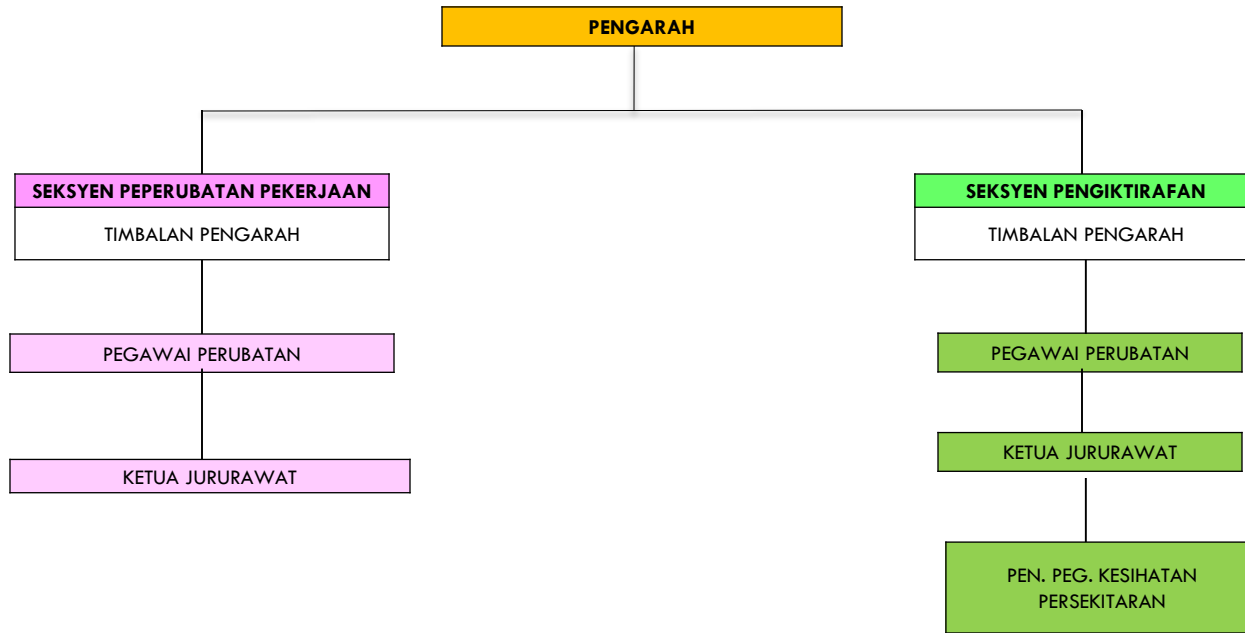 PENGARAH
SEKSYEN PEPERUBATAN PEKERJAAN
TIMBALAN PENGARAH
PEGAWAI PERUBATAN
KETUA JURURAWAT
SEKSYEN PENGIKTIRAFAN
TIMBALAN PENGARAH
PEGAWAI PERUBATAN
KETUA JURURAWAT
PEN. PEG. KESIHATAN
PERSEKITARAN